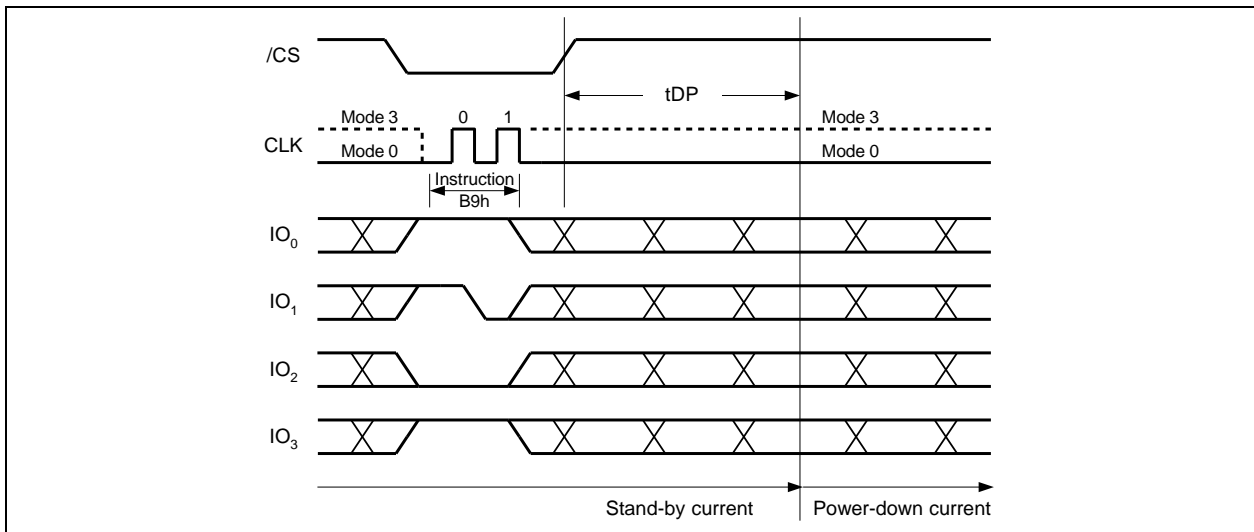 /CS
tDP
Mode 3 0 1 Mode 3
CLK
Mode 0 Mode 0
Instruction
B9h
IO0
IO1
IO2
IO3
Stand-by current Power-down current